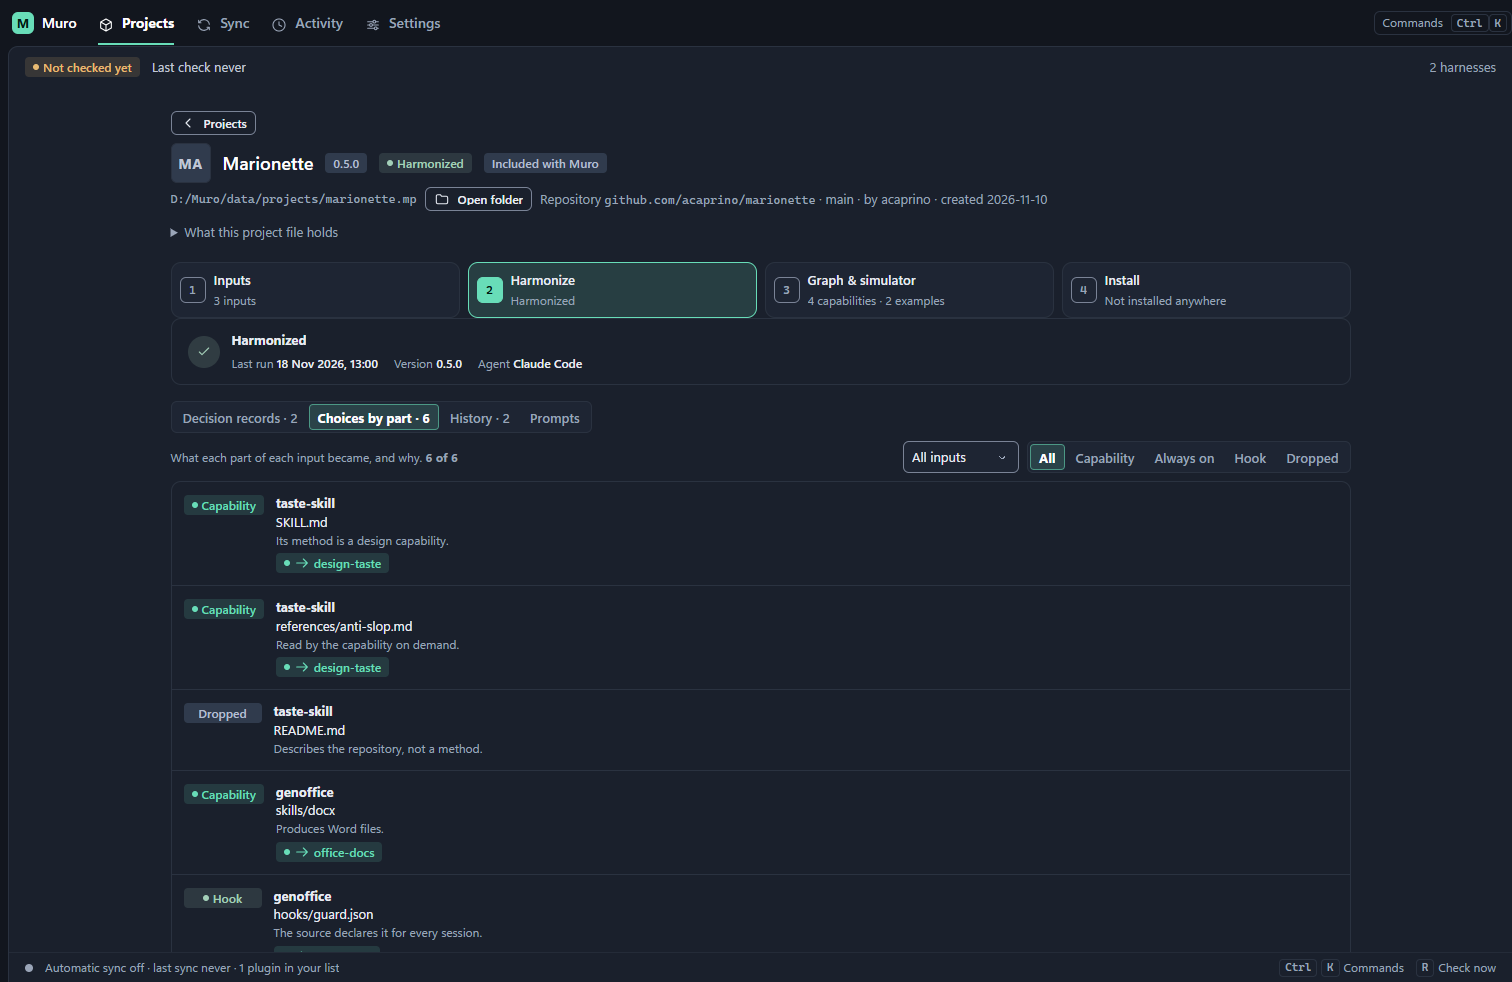 M Muro Projects Sync Activity Settings Commands Ctrl K
Not checked yet Last check never 2 harnesses
Projects
MA Marionette 0.5.0 Harmonized Included with Muro
D:/Muro/data/projects/marionette.mp Open folder Repository github.com/acaprino/marionette · main · by acaprino · created 2026-11-10
What this project file holds
1 Inputs
3 inputs
2 Harmonize
Harmonized
3 Graph & simulator
4 capabilities · 2 examples
4 Install
Not installed anywhere
Harmonized
Last run 18 Nov 2026, 13:00 Version 0.5.0 Agent Claude Code
Decision records · 2 Choices by part · 6 History · 2 Prompts
What each part of each input became, and why. 6 of 6 All inputs All Capability Always on Hook Dropped
Capability taste-skill
SKILL.md
Its method is a design capability.
→ design-taste
Capability taste-skill
references/anti-slop.md
Read by the capability on demand.
→ design-taste
Dropped taste-skill
README.md
Describes the repository, not a method.
Capability genoffice
skills/docx
Produces Word files.
→ office-docs
Hook genoffice
hooks/guard.json
The source declares it for every session.
Automatic sync off · last sync never · 1 plugin in your list Ctrl K Commands R Check now